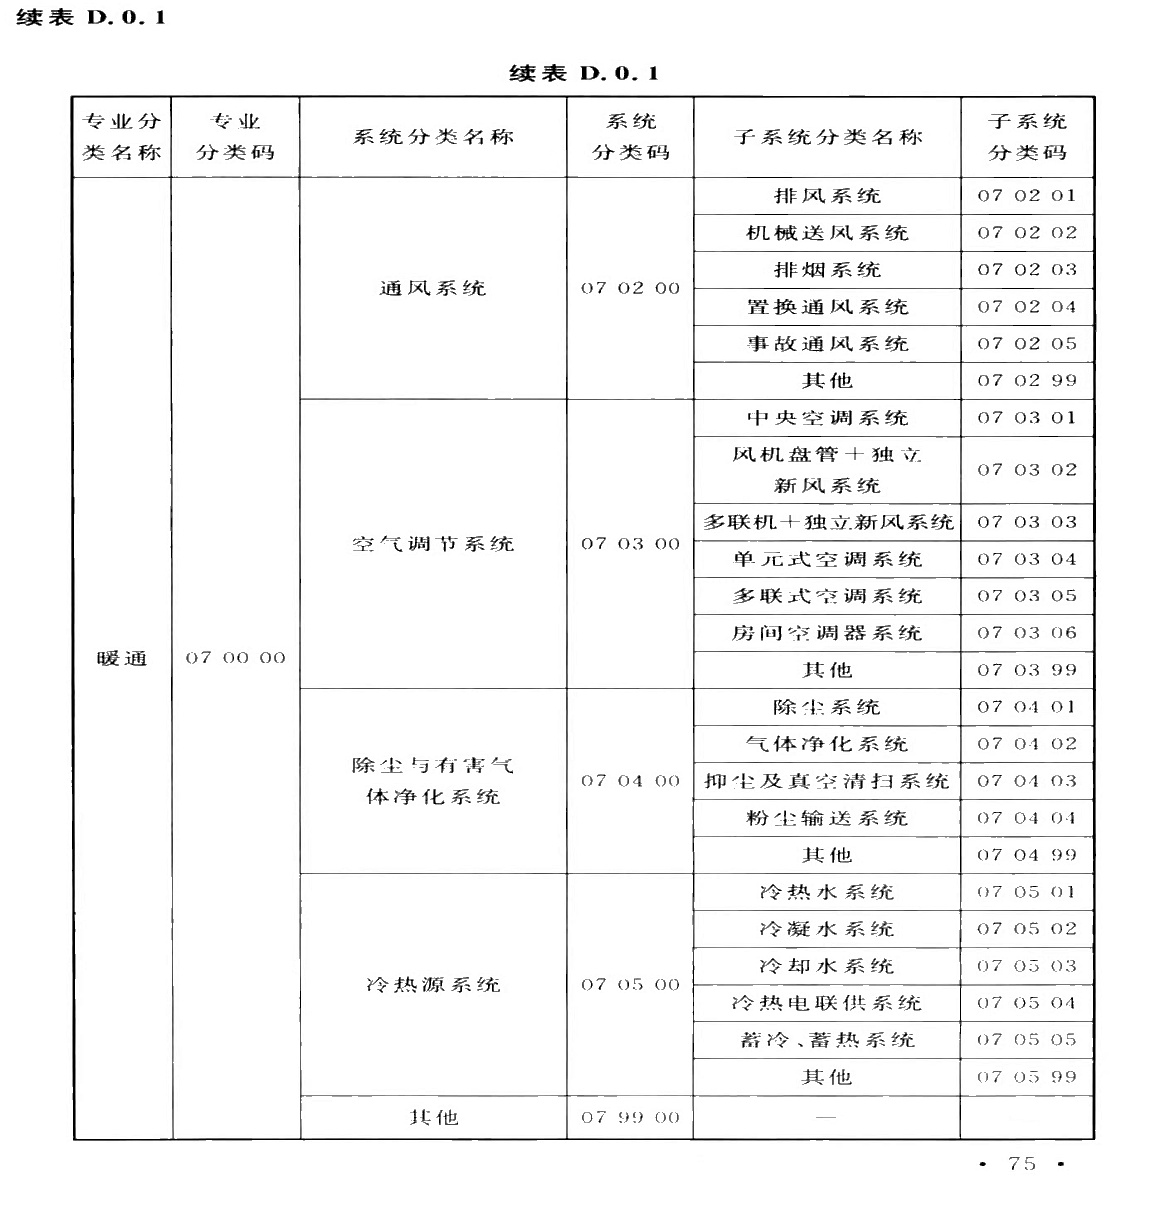 续表 D.0.1
续表 D.0.1
专业分类名称 专业分类码 系统分类名称 系统分类码 子系统分类名称 子系统分类码
暖通 07 00 00 通风系统 07 02 00 排风系统 07 02 01
机械送风系统 07 02 02
排烟系统 07 02 03
置换通风系统 07 02 04
事故通风系统 07 02 05
其他 07 02 99
空气调节系统 07 03 00 中央空调系统 07 03 01
风机盘管＋独立新风系统 07 03 02
多联机＋独立新风系统 07 03 03
单元式空调系统 07 03 04
多联式空调系统 07 03 05
房间空调器系统 07 03 06
其他 07 03 99
除尘与有害气体净化系统 07 04 00 除尘系统 07 04 01
气体净化系统 07 04 02
抑尘及真空清扫系统 07 04 03
粉尘输送系统 07 04 04
其他 07 04 99
冷热源系统 07 05 00 冷热水系统 07 05 01
冷凝水系统 07 05 02
冷却水系统 07 05 03
冷热电联供系统 07 05 04
蓄冷、蓄热系统 07 05 05
其他 07 05 99
其他 07 99 00 —
· 75 ·